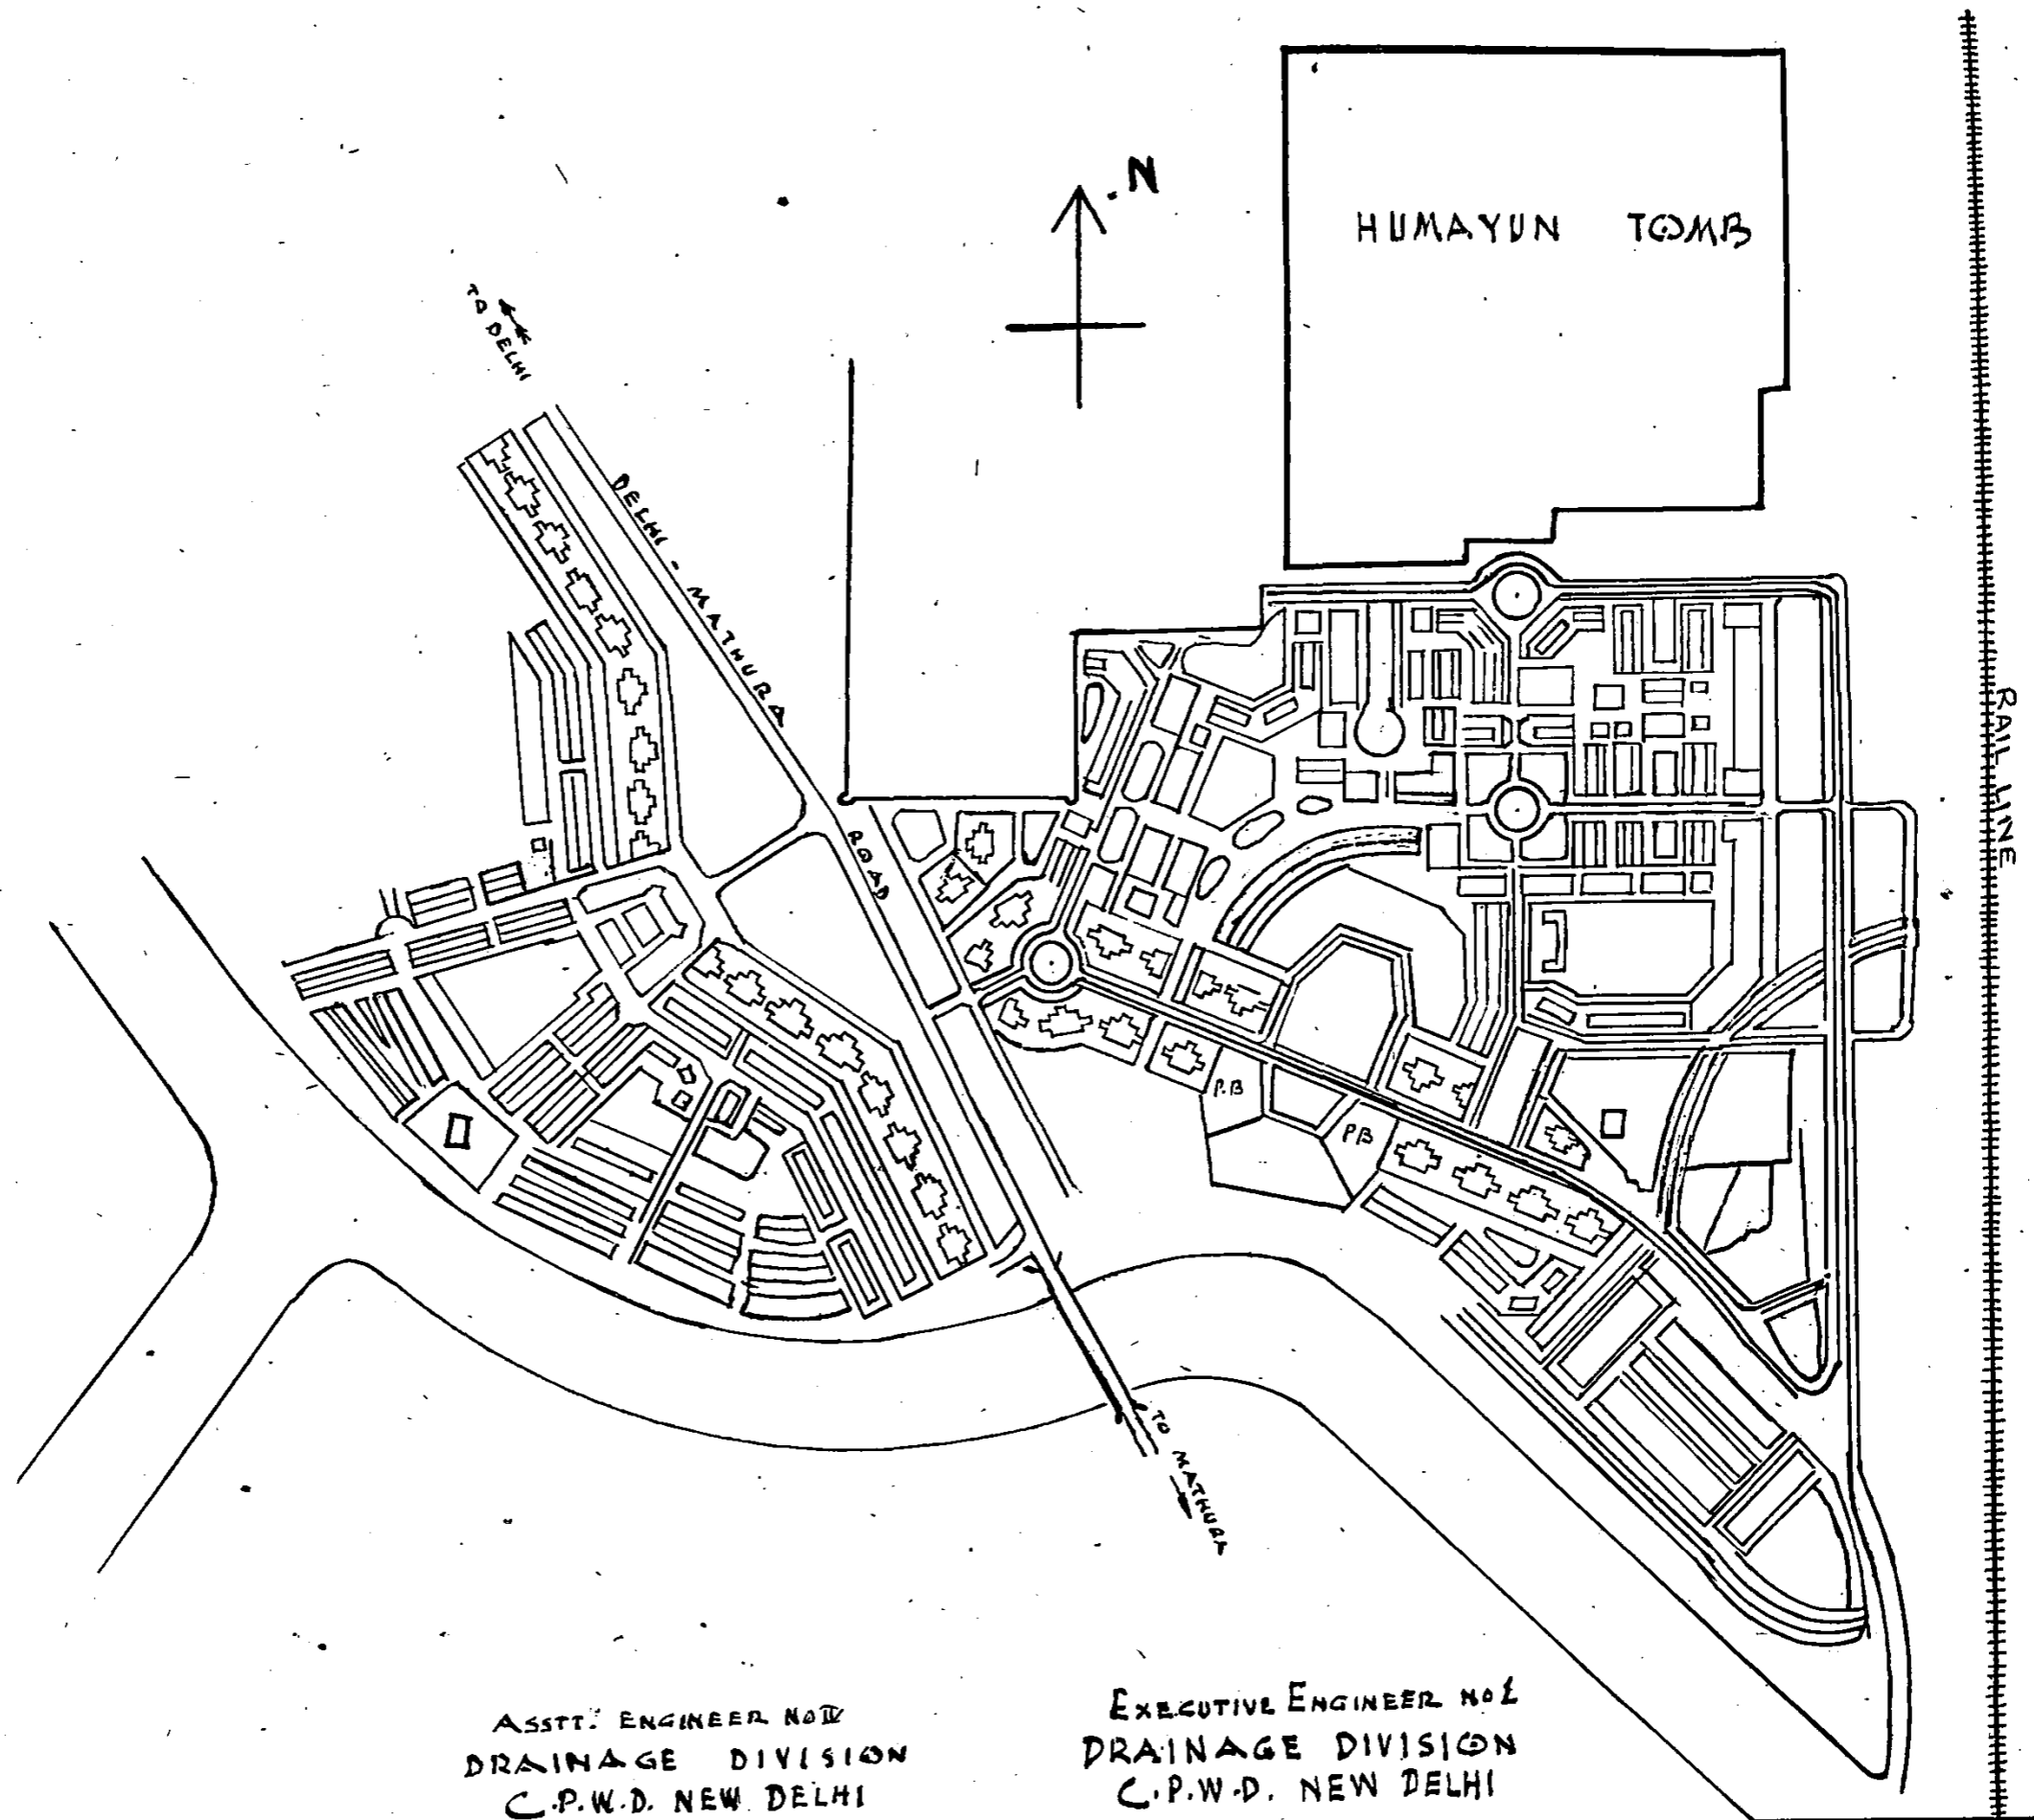 N
HUMAYUN TOMB
TO DELHI
DELHI - MATHURA
ROAD
RAIL LINE
P.B
PB
TO MATHURA
ASSTT. ENGINEER NO IV
DRAINAGE DIVISION
C.P.W.D. NEW DELHI
EXECUTIVE ENGINEER NO I
DRAINAGE DIVISION
C.P.W.D. NEW DELHI